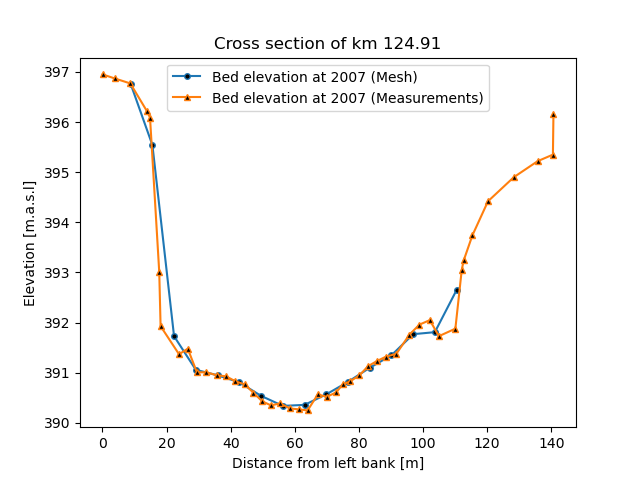 Cross section of km 124.91
Bed elevation at 2007 (Mesh)
Bed elevation at 2007 (Measurements)
397
396
395
394
393
392
391
390
Elevation [m.a.s.l]
0 20 40 60 80 100 120 140
Distance from left bank [m]